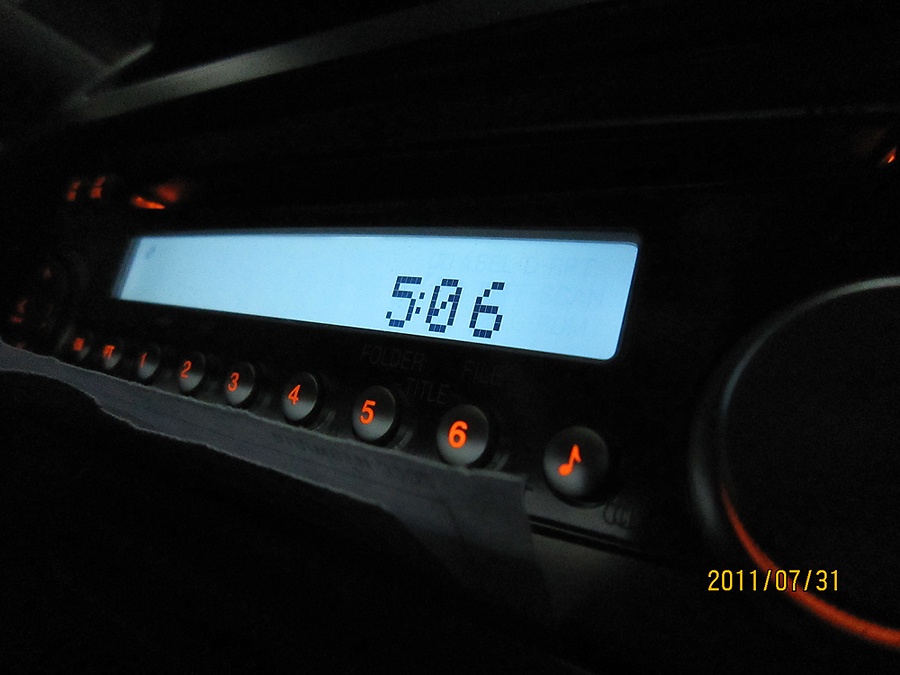 5:06
FOLDER FILE
TITLE
1 2 3 4 5 6
2011/07/31